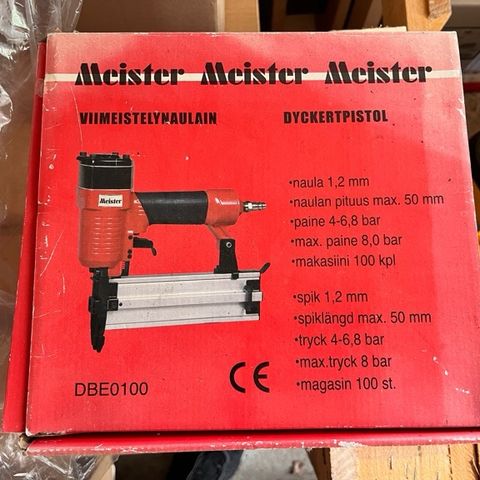 Meister Meister Meister
VIIMEISTELYNAULAIN
DYCKERTPISTOL
Meister
•naula 1,2 mm
•naulan pituus max. 50 mm
•paine 4-6,8 bar
•max. paine 8,0 bar
•makasiini 100 kpl
•spik 1,2 mm
•spiklängd max. 50 mm
•tryck 4-6,8 bar
•max.tryck 8 bar
•magasin 100 st.
DBE0100
CE